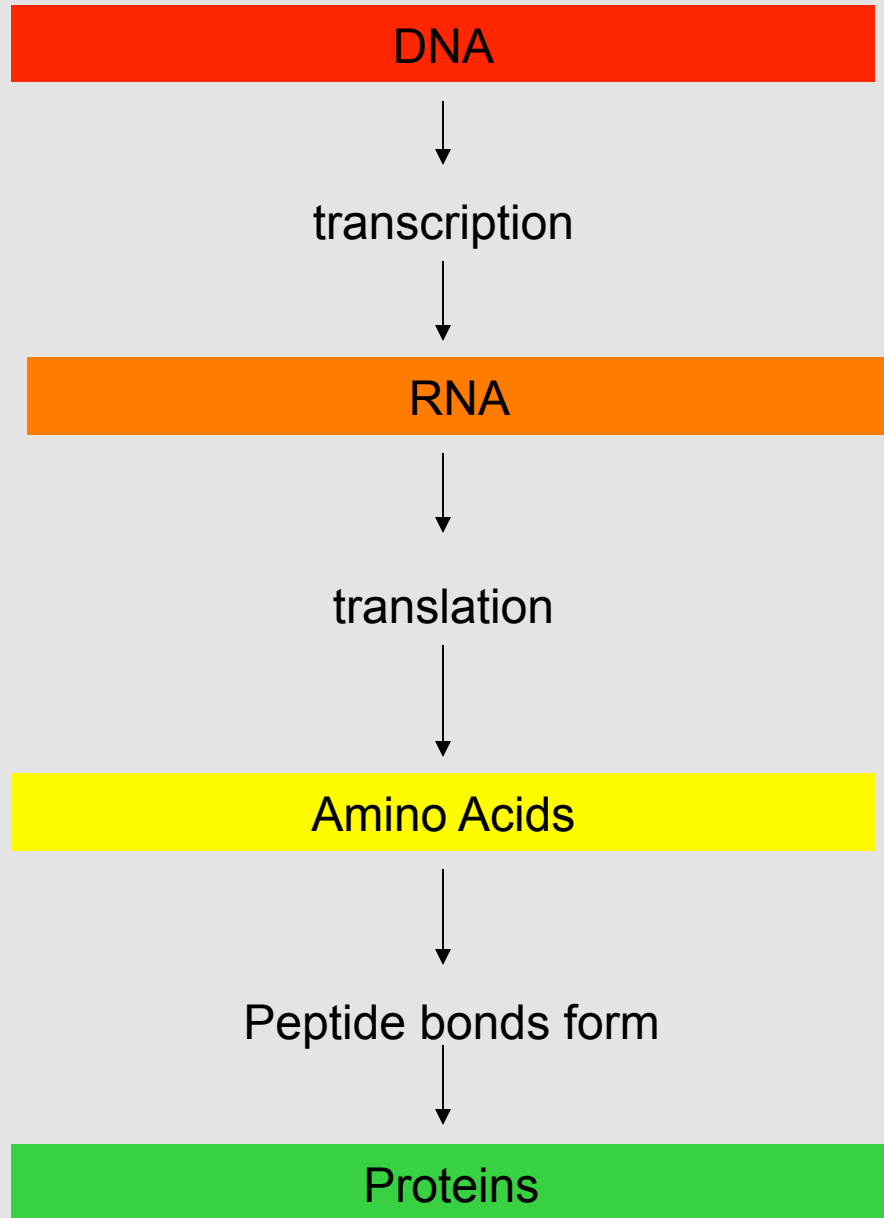 DNA
transcription
RNA
translation
Amino Acids
Peptide bonds form
Proteins